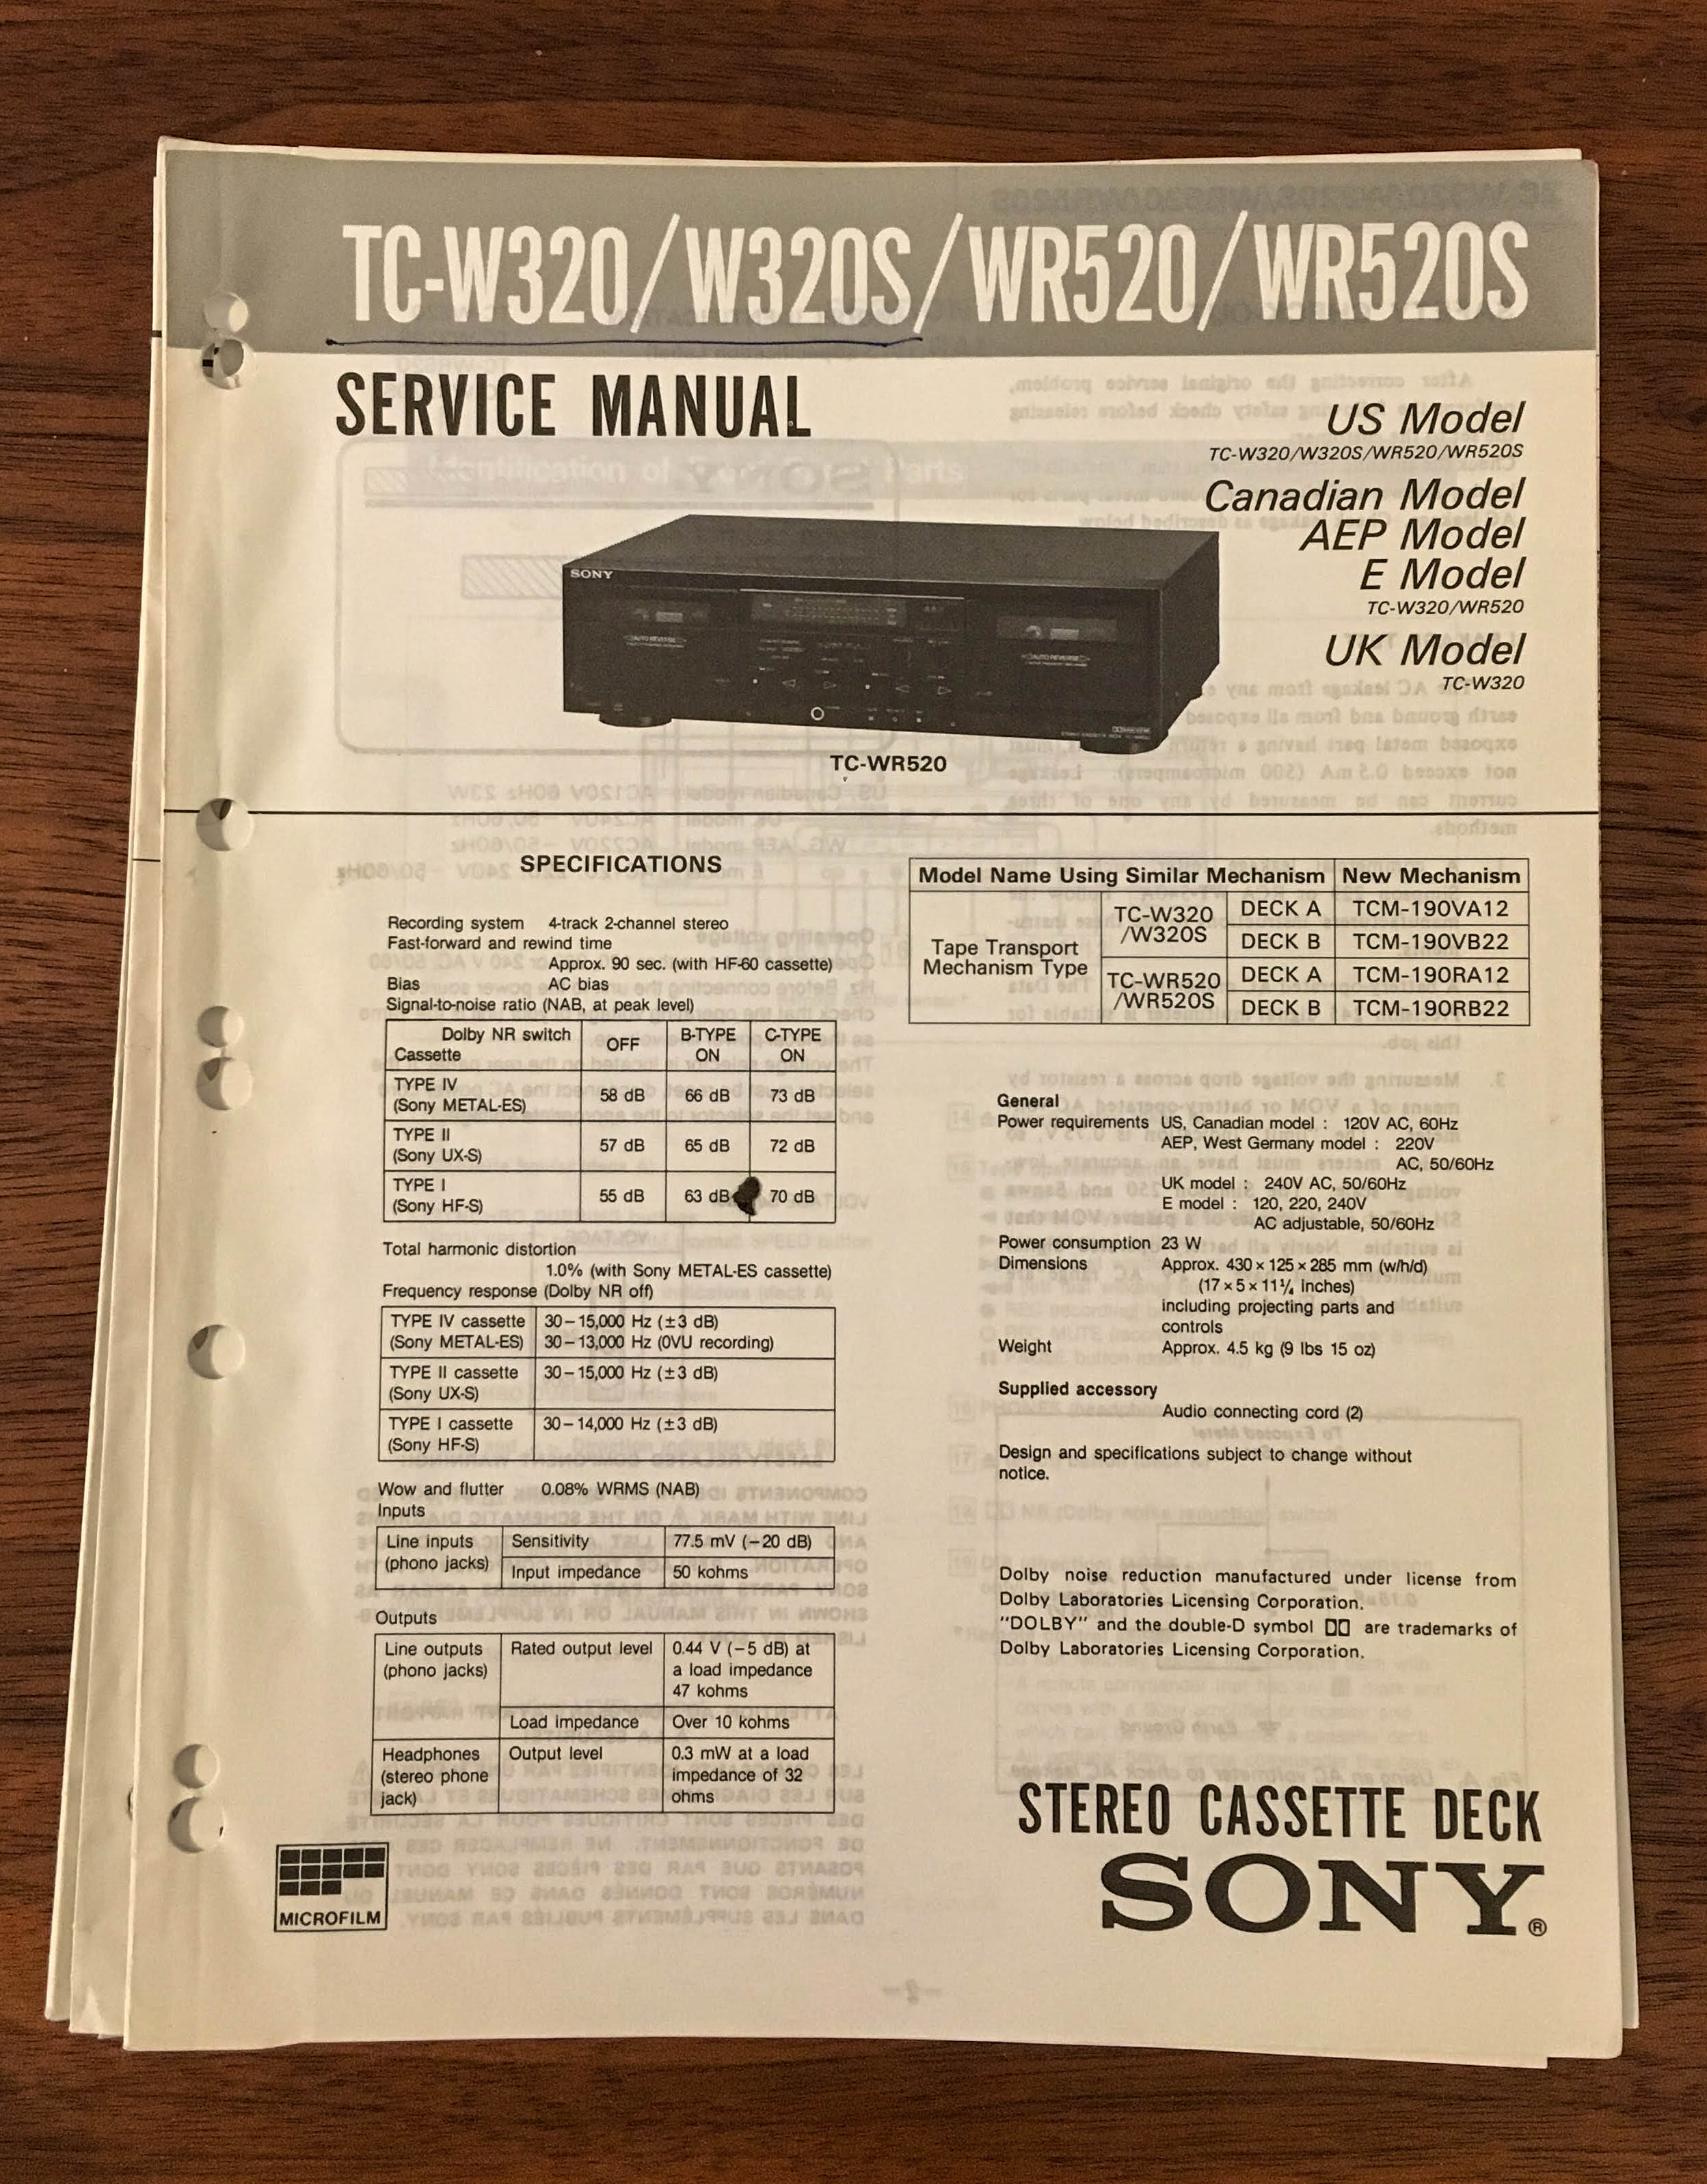 TC-W320/W320S/WR520/WR520S
SERVICE MANUAL
US Model
TC-W320/W320S/WR520/WR520S
Canadian Model
AEP Model
E Model
TC-W320/WR520
UK Model
TC-W320
SONY
AUTO REVERSE
AUTO REVERSE
TC-WR520
SPECIFICATIONS
Recording system 4-track 2-channel stereo
Fast-forward and rewind time
Approx. 90 sec. (with HF-60 cassette)
Bias AC bias
Signal-to-noise ratio (NAB, at peak level)
Dolby NR switch
Cassette
OFF
B-TYPE
ON
C-TYPE
ON
TYPE IV
(Sony METAL-ES)
58 dB 66 dB 73 dB
TYPE II
(Sony UX-S)
57 dB 65 dB 72 dB
TYPE I
(Sony HF-S)
55 dB 63 dB 70 dB
Total harmonic distortion
1.0% (with Sony METAL-ES cassette)
Frequency response (Dolby NR off)
TYPE IV cassette
(Sony METAL-ES)
30–15,000 Hz (±3 dB)
30–13,000 Hz (0VU recording)
TYPE II cassette
(Sony UX-S)
30–15,000 Hz (±3 dB)
TYPE I cassette
(Sony HF-S)
30–14,000 Hz (±3 dB)
Wow and flutter 0.08% WRMS (NAB)
Inputs
Line inputs
(phono jacks)
Sensitivity 77.5 mV (−20 dB)
Input impedance 50 kohms
Outputs
Line outputs
(phono jacks)
Rated output level
0.44 V (−5 dB) at
a load impedance
47 kohms
Load impedance Over 10 kohms
Headphones
(stereo phone
jack)
Output level
0.3 mW at a load
impedance of 32
ohms
MICROFILM
Model Name Using Similar Mechanism New Mechanism
Tape Transport
Mechanism Type
TC-W320
/W320S
DECK A TCM-190VA12
DECK B TCM-190VB22
TC-WR520
/WR520S
DECK A TCM-190RA12
DECK B TCM-190RB22
General
Power requirements US, Canadian model : 120V AC, 60Hz
AEP, West Germany model : 220V
AC, 50/60Hz
UK model : 240V AC, 50/60Hz
E model : 120, 220, 240V
AC adjustable, 50/60Hz
Power consumption 23 W
Dimensions Approx. 430×125×285 mm (w/h/d)
(17×5×11¼ inches)
including projecting parts and
controls
Weight Approx. 4.5 kg (9 lbs 15 oz)
Supplied accessory
Audio connecting cord (2)
Design and specifications subject to change without
notice.
Dolby noise reduction manufactured under license from
Dolby Laboratories Licensing Corporation.
“DOLBY” and the double-D symbol are trademarks of
Dolby Laboratories Licensing Corporation.
STEREO CASSETTE DECK
SONY®